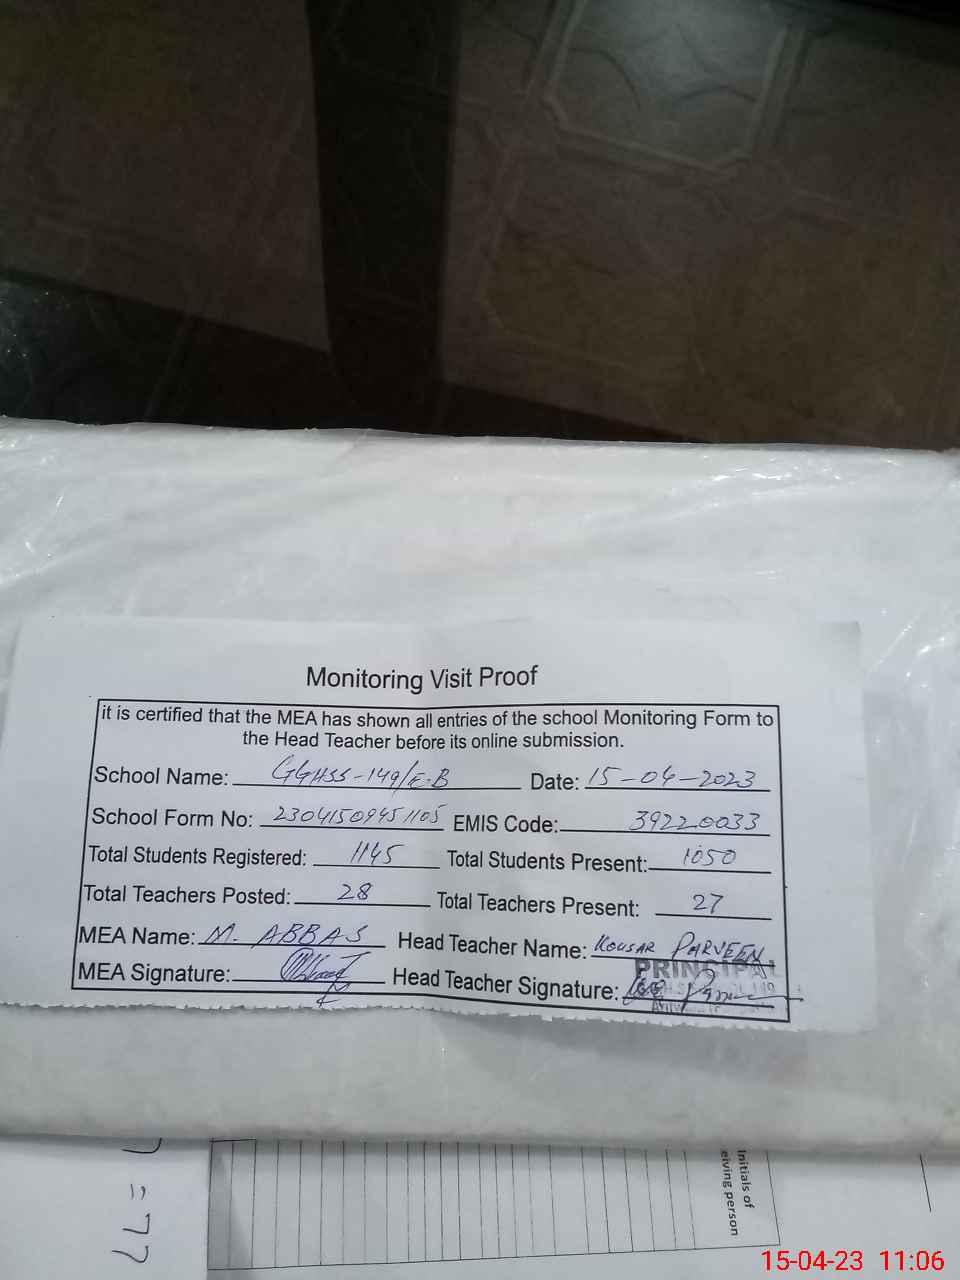 Monitoring Visit Proof
it is certified that the MEA has shown all entries of the school Monitoring Form to
the Head Teacher before its online submission.
School Name: GGHSS-149/E-B Date: 15-04-2023
School Form No: 23041509451105 EMIS Code: 39220033
Total Students Registered: 1145 Total Students Present: 1050
Total Teachers Posted: 28 Total Teachers Present: 27
MEA Name: M. ABBAS Head Teacher Name: KOUSAR PARVEEN
MEA Signature: Head Teacher Signature:
PRINCIPAL
Initials of
eiving person
= 77
15-04-23 11:06